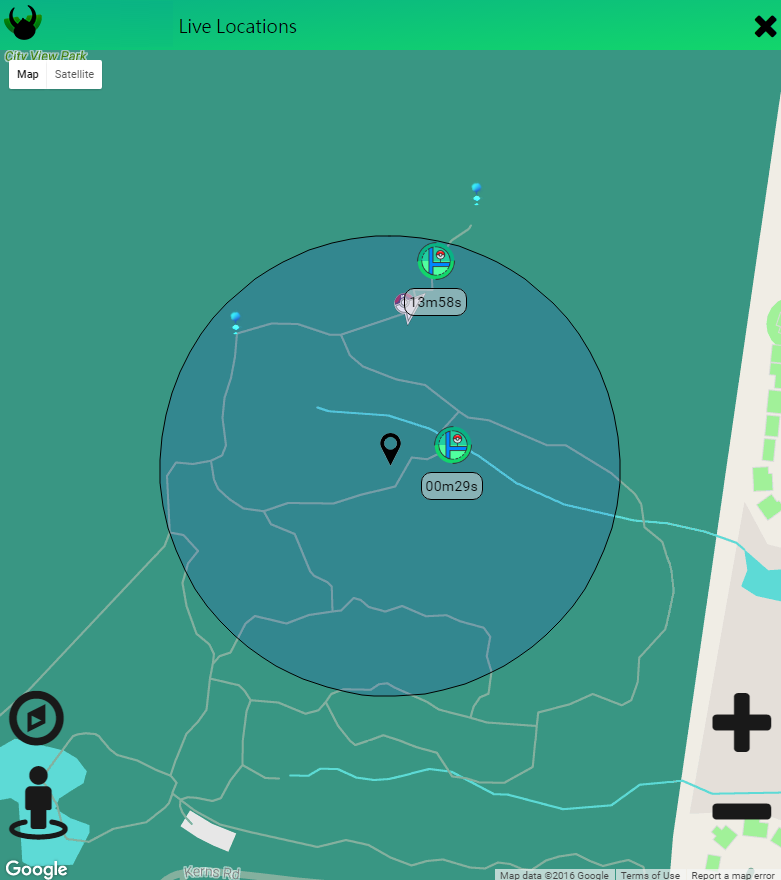 Live Locations
City View Park
Map Satellite
13m58s
00m29s
Kerns Rd
Google
Map data ©2016 Google Terms of Use Report a map error